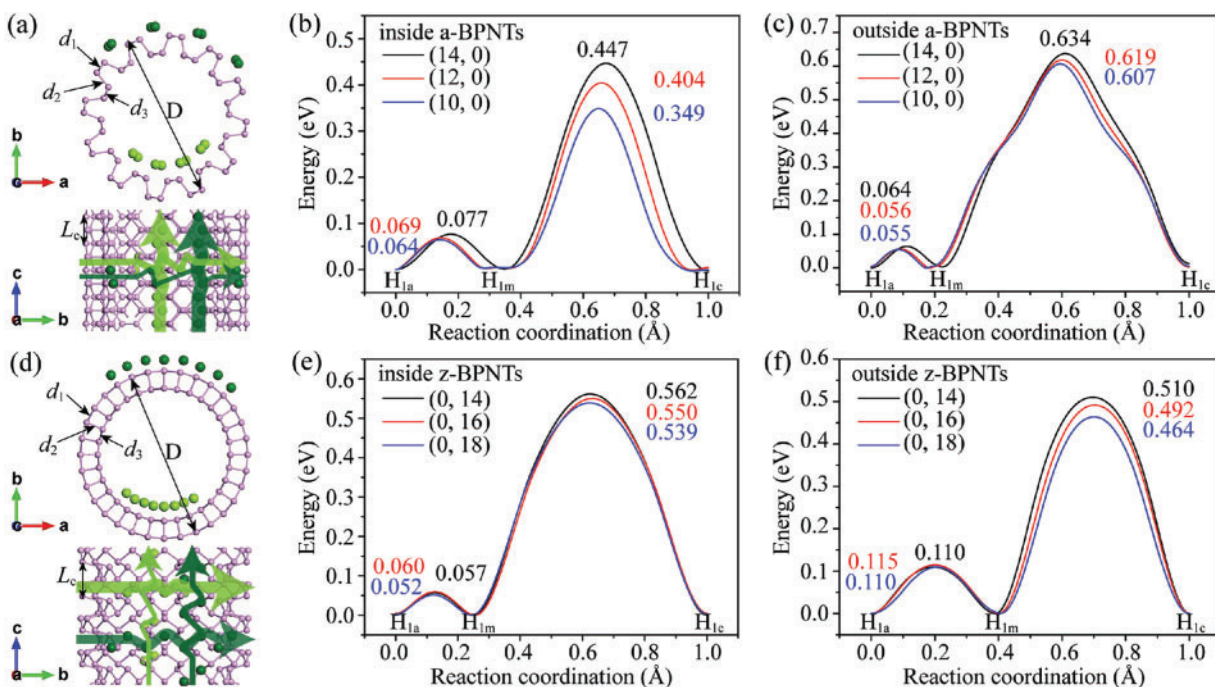 (a)
d1
d2
d3
D
b
c
a
Lc
c
a
b
(b)
inside a-BPNTs
(14, 0)
(12, 0)
(10, 0)
0.447
0.404
0.349
0.069
0.077
0.064
H1a
H1m
H1c
0.5
0.4
0.3
0.2
0.1
0.0
Energy (eV)
0.0 0.2 0.4 0.6 0.8 1.0
Reaction coordination (Å)
(c)
outside a-BPNTs
(14, 0)
(12, 0)
(10, 0)
0.634
0.619
0.607
0.064
0.056
0.055
H1a
H1m
H1c
0.7
0.6
0.5
0.4
0.3
0.2
0.1
0.0
Energy (eV)
0.0 0.2 0.4 0.6 0.8 1.0
Reaction coordination (Å)
(d)
d1
d2
d3
D
b
c
a
Lc
c
a
b
(e)
inside z-BPNTs
(0, 14)
(0, 16)
(0, 18)
0.562
0.550
0.539
0.060
0.057
0.052
H1a
H1m
H1c
0.6
0.5
0.4
0.3
0.2
0.1
0.0
Energy (eV)
0.0 0.2 0.4 0.6 0.8 1.0
Reaction coordination (Å)
(f)
outside z-BPNTs
(0, 14)
(0, 16)
(0, 18)
0.510
0.492
0.464
0.115
0.110
0.110
H1a
H1m
H1c
0.6
0.5
0.4
0.3
0.2
0.1
0.0
Energy (eV)
0.0 0.2 0.4 0.6 0.8 1.0
Reaction coordination (Å)